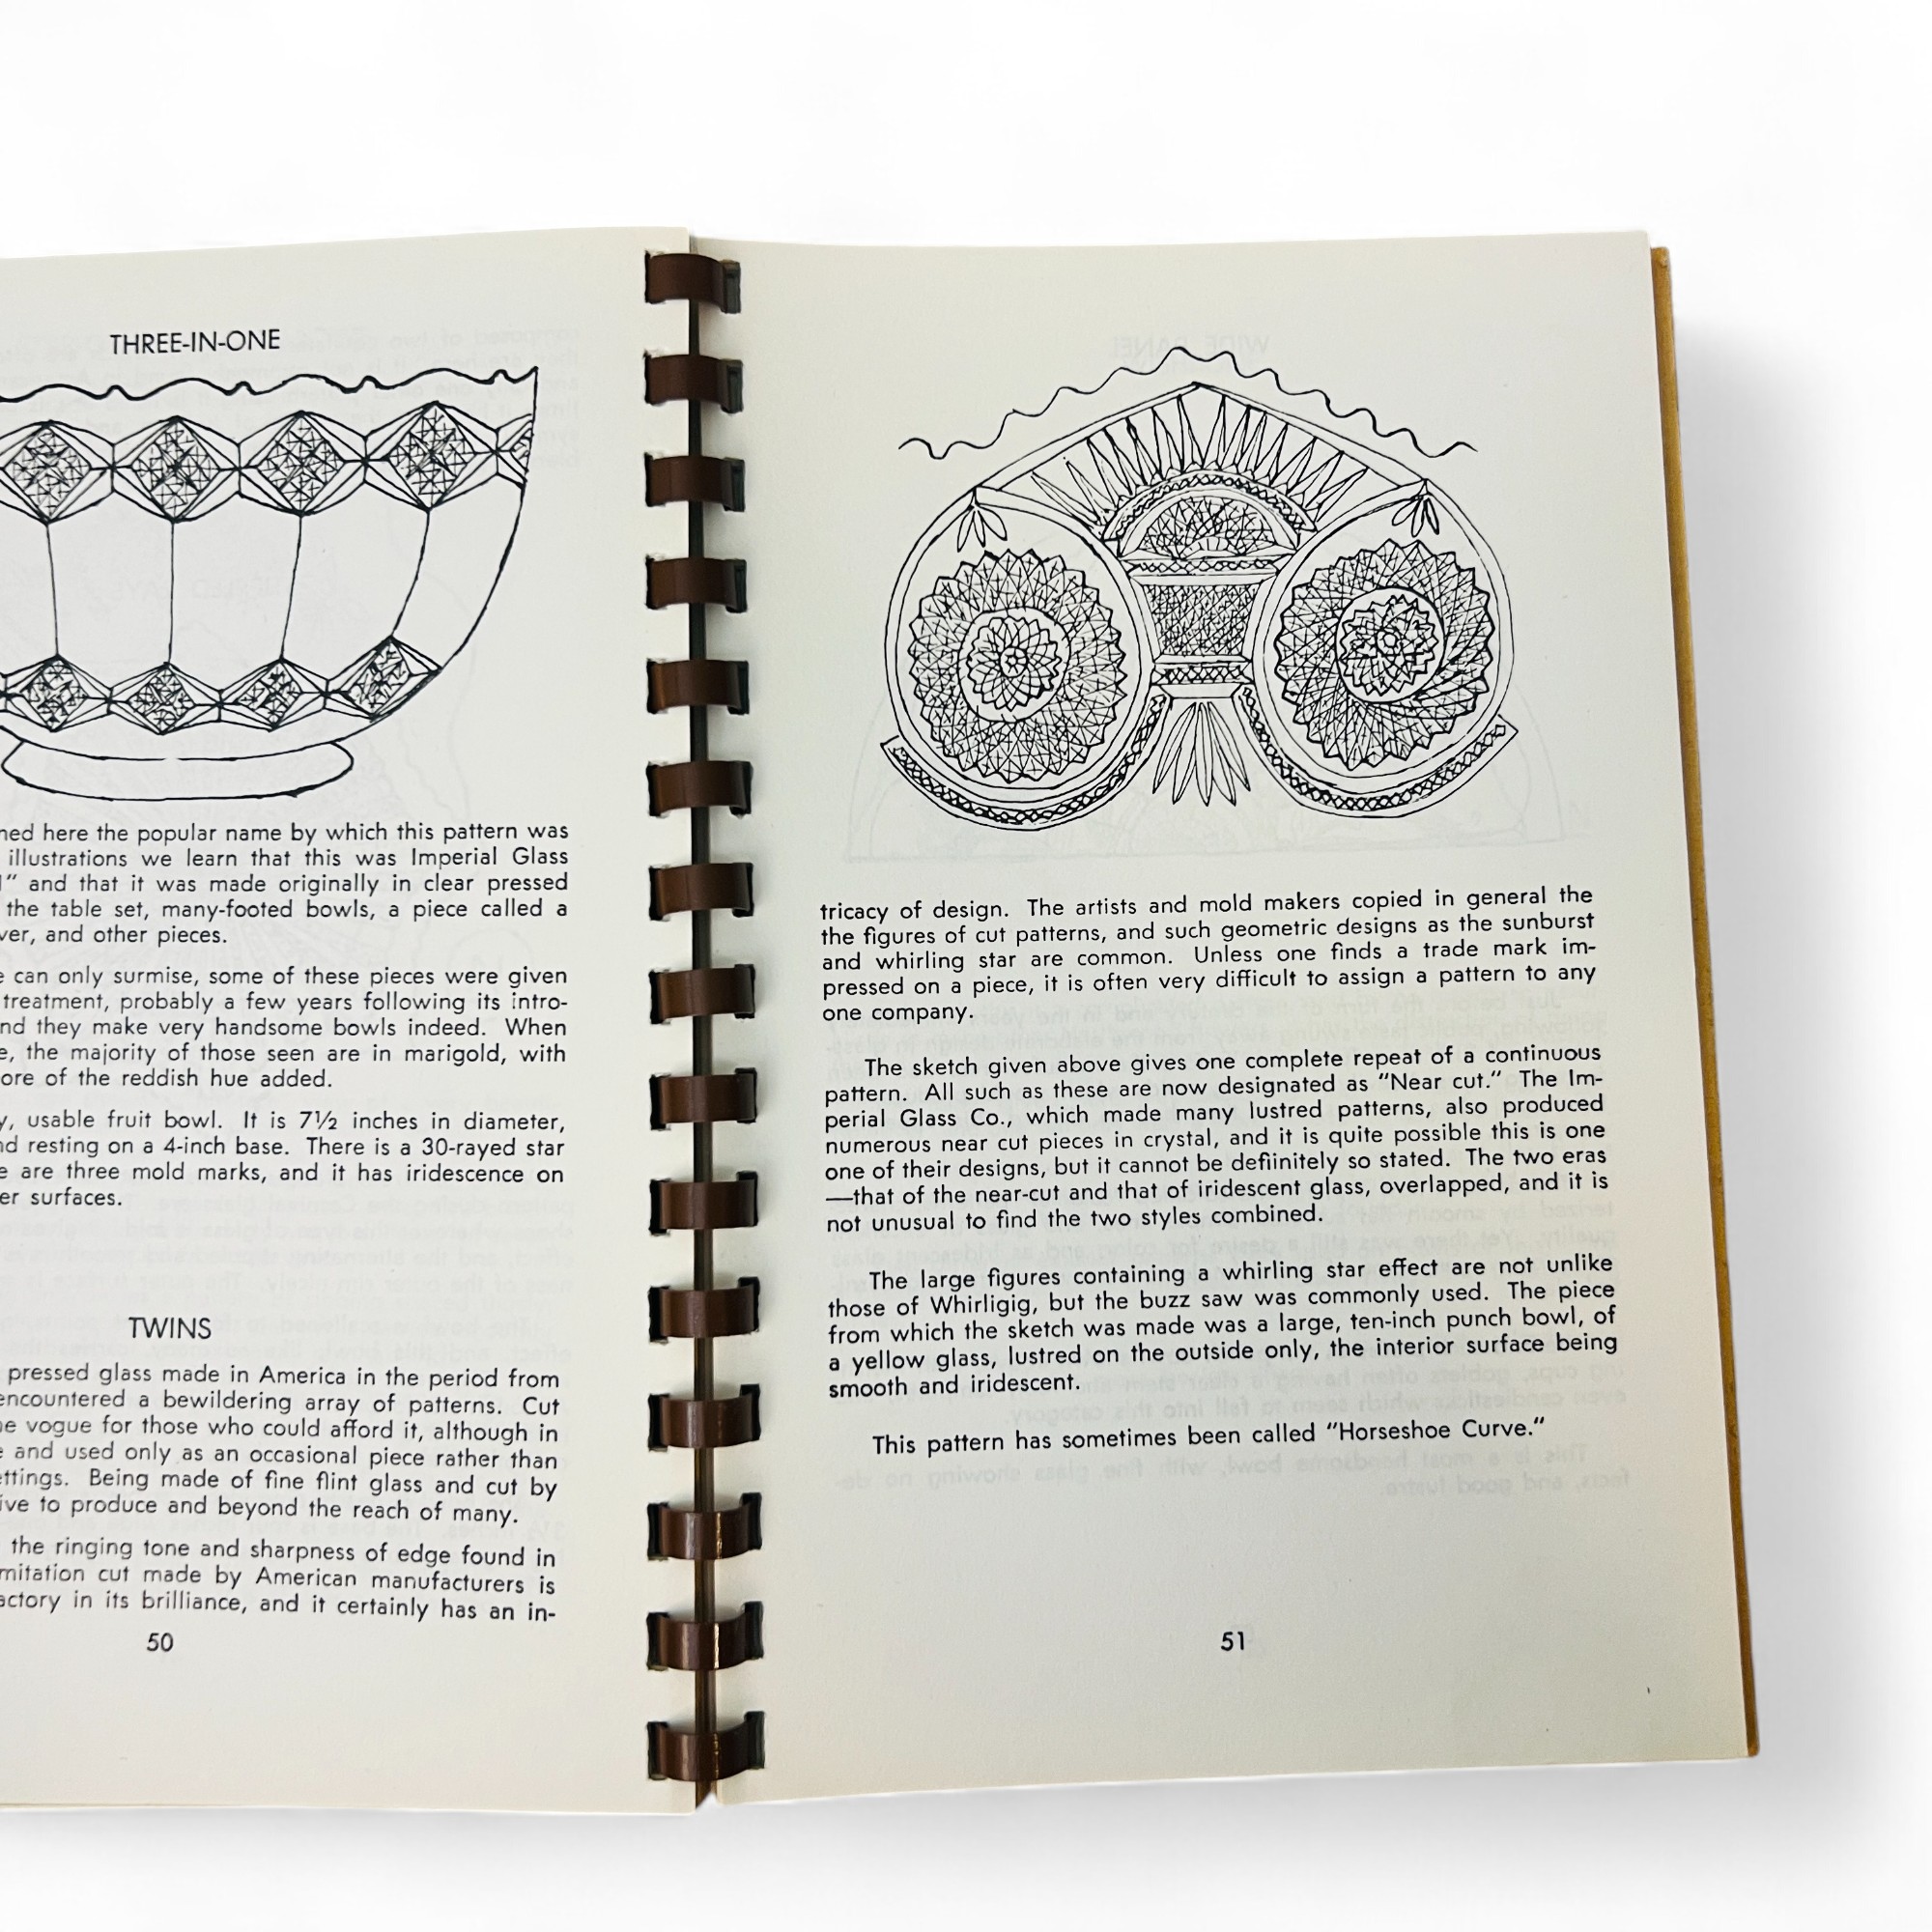 THREE-IN-ONE
here the popular name by which this pattern was
illustrations we learn that this was Imperial Glass
and that it was made originally in clear pressed
the table set, many-footed bowls, a piece called a
and other pieces.
can only surmise, some of these pieces were given
treatment, probably a few years following its intro-
they make very handsome bowls indeed. When
the majority of those seen are in marigold, with
of the reddish hue added.
usable fruit bowl. It is 7½ inches in diameter,
resting on a 4-inch base. There is a 30-rayed star
are three mold marks, and it has iridescence on
surfaces.
TWINS
pressed glass made in America in the period from
encountered a bewildering array of patterns. Cut
vogue for those who could afford it, although in
and used only as an occasional piece rather than
Being made of fine flint glass and cut by
to produce and beyond the reach of many.
the ringing tone and sharpness of edge found in
cut made by American manufacturers is
in its brilliance, and it certainly has an in-
50
tricacy of design. The artists and mold makers copied in general the
the figures of cut patterns, and such geometric designs as the sunburst
and whirling star are common. Unless one finds a trade mark im-
pressed on a piece, it is often very difficult to assign a pattern to any
one company.
The sketch given above gives one complete repeat of a continuous
pattern. All such as these are now designated as “Near cut.” The Im-
perial Glass Co., which made many lustred patterns, also produced
numerous near cut pieces in crystal, and it is quite possible this is one
one of their designs, but it cannot be defiinitely so stated. The two eras
—that of the near-cut and that of iridescent glass, overlapped, and it is
not unusual to find the two styles combined.
The large figures containing a whirling star effect are not unlike
those of Whirligig, but the buzz saw was commonly used. The piece
from which the sketch was made was a large, ten-inch punch bowl, of
a yellow glass, lustred on the outside only, the interior surface being
smooth and iridescent.
This pattern has sometimes been called “Horseshoe Curve.”
51